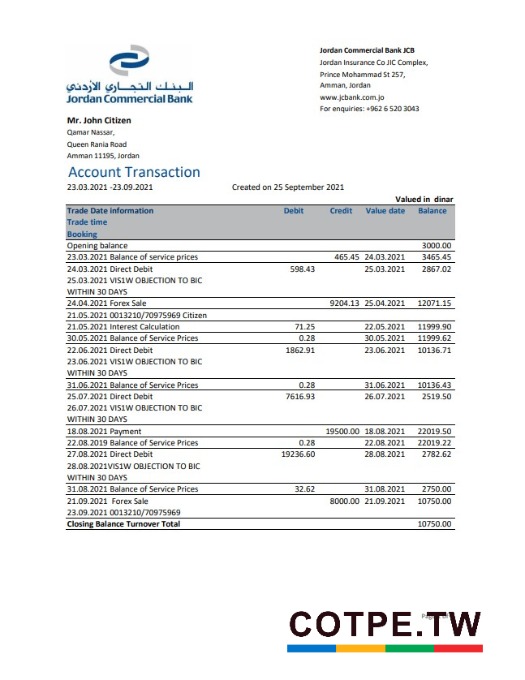 Jordan Commercial Bank JCB
Jordan Insurance Co JIC Complex,
Prince Mohammad St 257,
Amman, Jordan
www.jcbank.com.jo
For enquiries: +962 6 520 3043
البنك التجاري الأردني
Jordan Commercial Bank
Mr. John Citizen
Qamar Nassar,
Queen Rania Road
Amman 11195, Jordan
Account Transaction
23.03.2021 -23.09.2021 Created on 25 September 2021
Valued in dinar
Trade Date information Debit Credit Value date Balance
Trade time
Booking
Opening balance 3000.00
23.03.2021 Balance of service prices 465.45 24.03.2021 3465.45
24.03.2021 Direct Debit 598.43 25.03.2021 2867.02
25.03.2021 VIS1W OBJECTION TO BIC
WITHIN 30 DAYS
24.04.2021 Forex Sale 9204.13 25.04.2021 12071.15
21.05.2021 0013210/70975969 Citizen
21.05.2021 Interest Calculation 71.25 22.05.2021 11999.90
30.05.2021 Balance of Service Prices 0.28 30.05.2021 11999.62
22.06.2021 Direct Debit 1862.91 23.06.2021 10136.71
23.06.2021 VIS1W OBJECTION TO BIC
WITHIN 30 DAYS
31.06.2021 Balance of Service Prices 0.28 31.06.2021 10136.43
25.07.2021 Direct Debit 7616.93 26.07.2021 2519.50
26.07.2021 VIS1W OBJECTION TO BIC
WITHIN 30 DAYS
18.08.2021 Payment 19500.00 18.08.2021 22019.50
22.08.2019 Balance of Service Prices 0.28 22.08.2021 22019.22
27.08.2021 Direct Debit 19236.60 28.08.2021 2782.62
28.08.2021VIS1W OBJECTION TO BIC
WITHIN 30 DAYS
31.08.2021 Balance of Service Prices 32.62 31.08.2021 2750.00
21.09.2021 Forex Sale 8000.00 21.09.2021 10750.00
23.09.2021 0013210/70975969
Closing Balance Turnover Total 10750.00
COTPE.TW